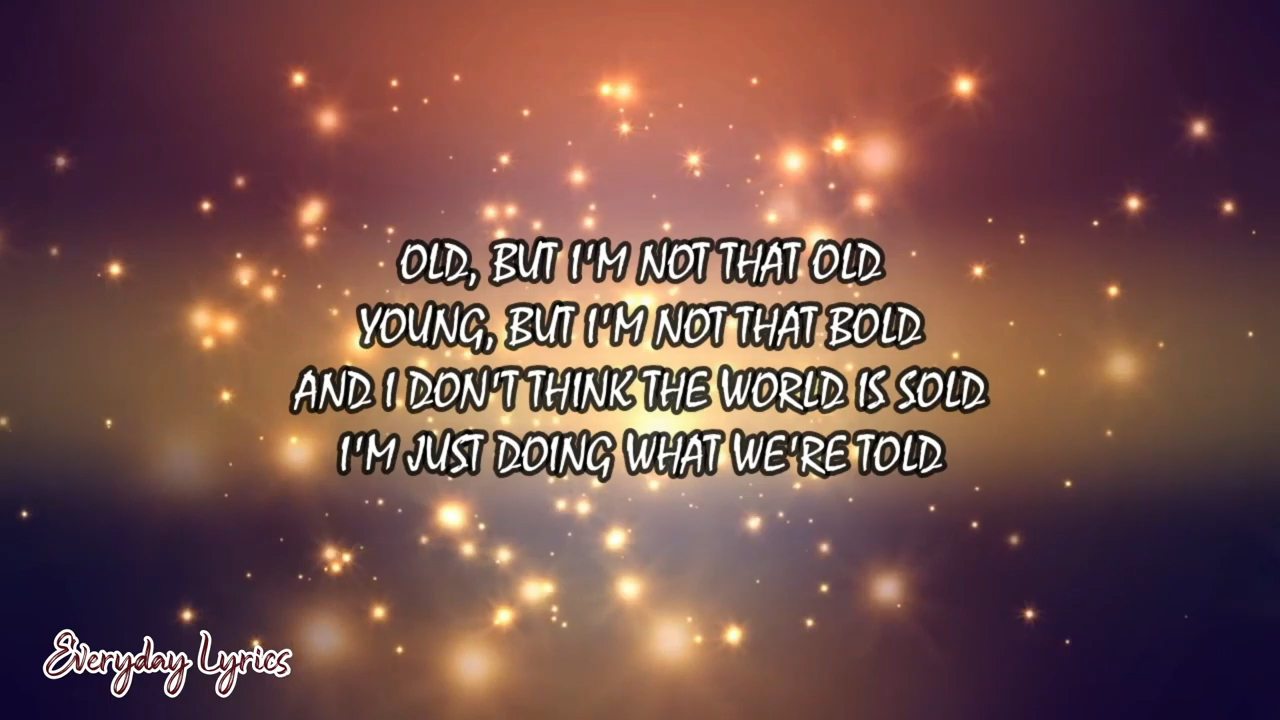 OLD, BUT I'M NOT THAT OLD
YOUNG, BUT I'M NOT THAT BOLD
AND I DON'T THINK THE WORLD IS SOLD
I'M JUST DOING WHAT WE'RE TOLD
Everyday Lyrics